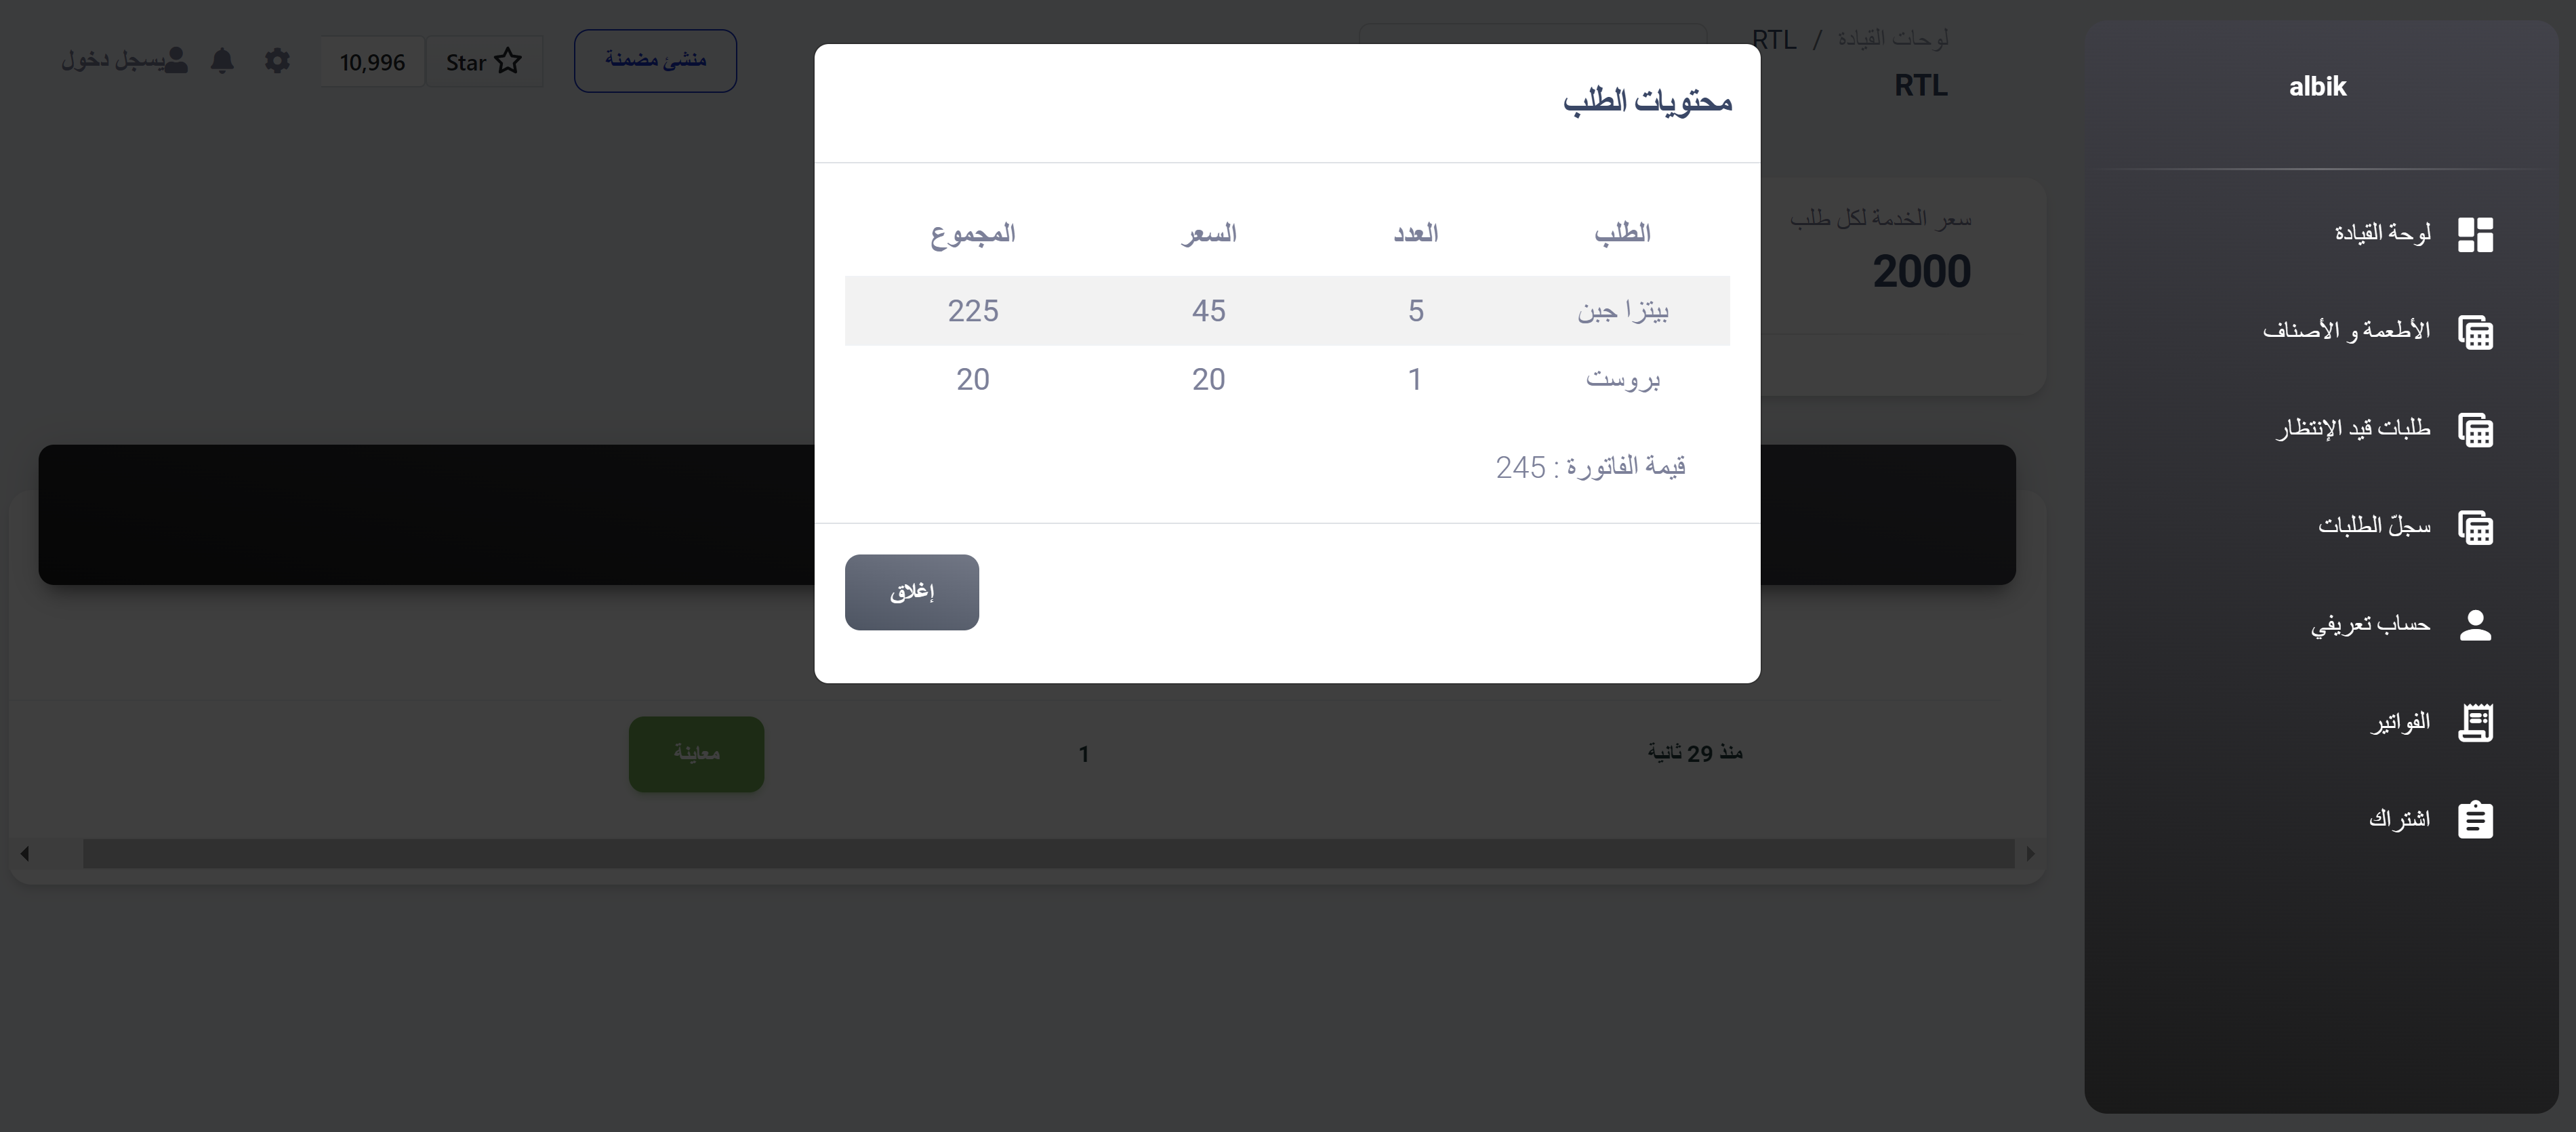 albik
لوحة القيادة
الأطعمة و الأصناف
طلبات قيد الإنتظار
سجلّ الطلبات
حساب تعريفي
الفواتير
اشتراك
لوحات القيادة / RTL
RTL
منشئ مضمنة
Star
10,996
يسجل دخول
سعر الخدمة لكل طلب
2000
محتويات الطلب
الطلب العدد السعر المجموع
بيتزا جبن 5 45 225
بروست 1 20 20
قيمة الفاتورة : 245
إغلاق
منذ 29 ثانية 1 معاينة